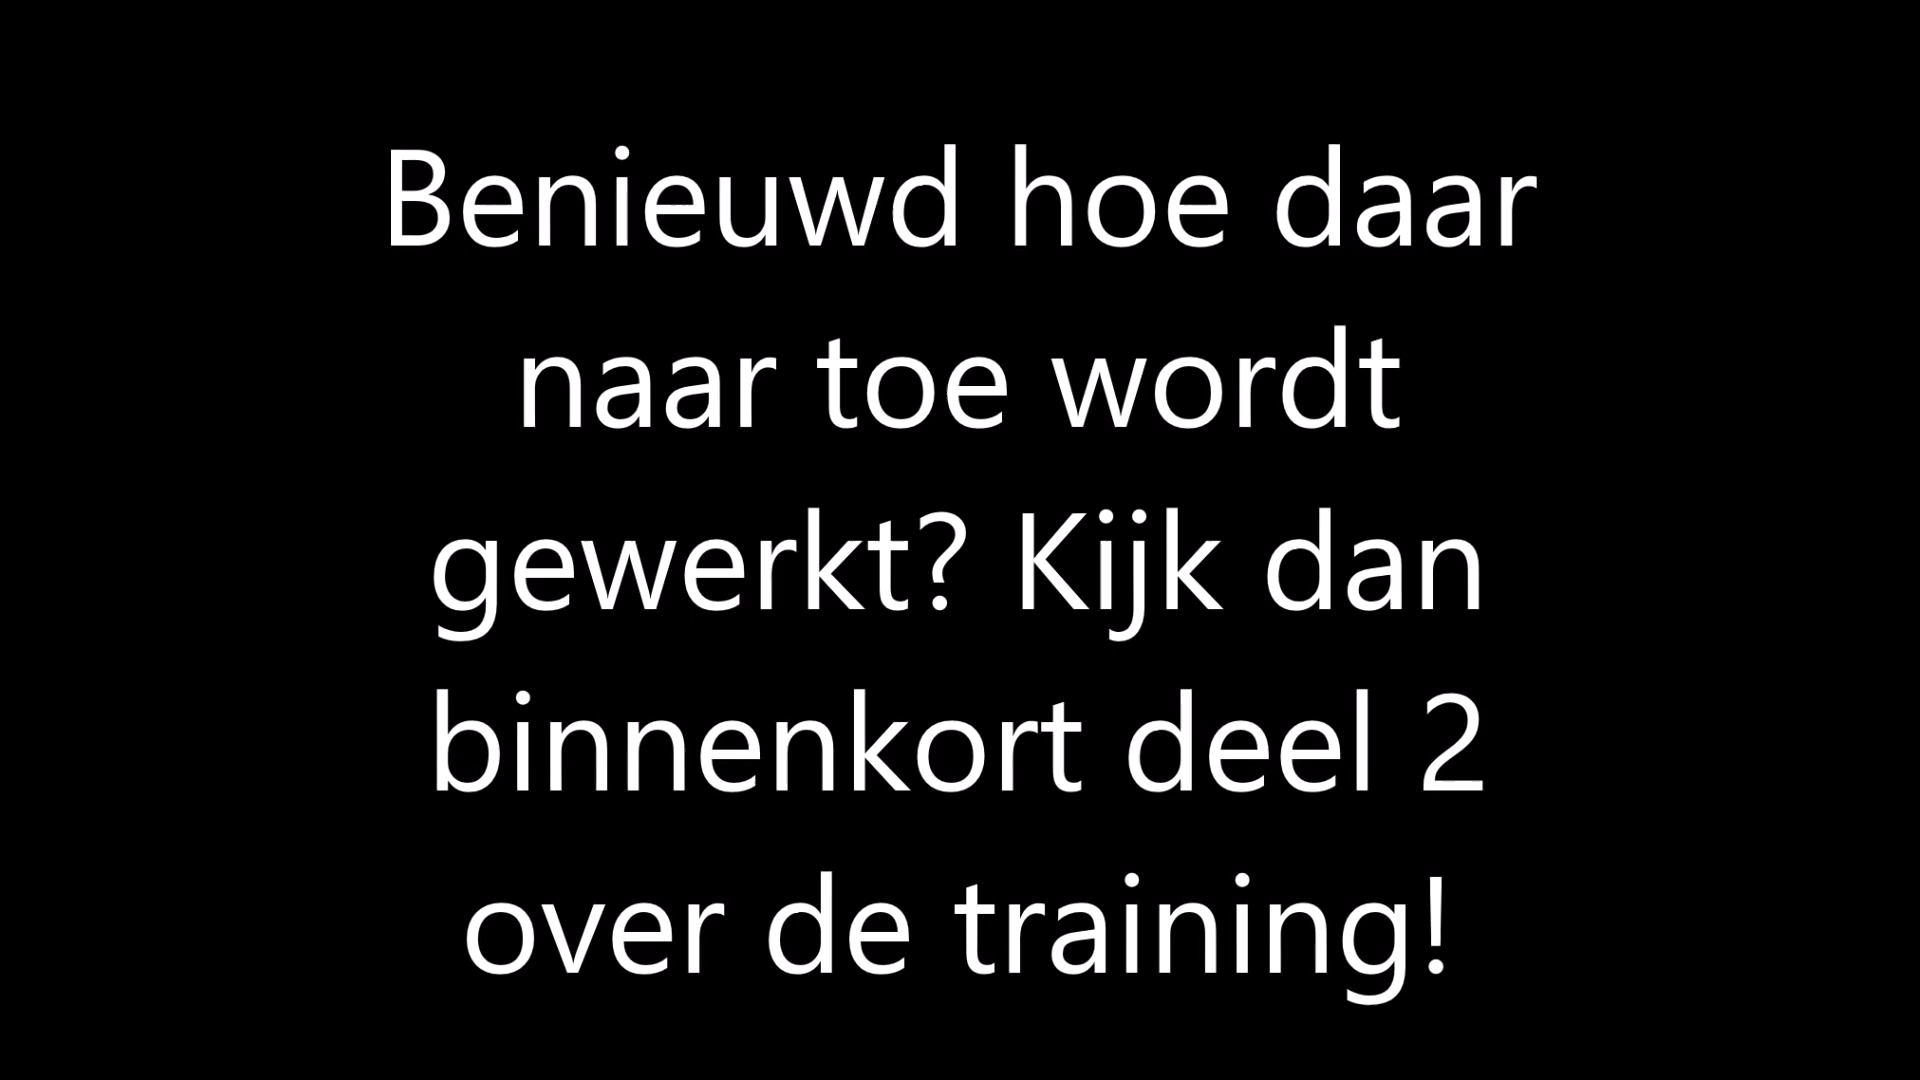 Benieuwd hoe daar
naar toe wordt
gewerkt? Kijk dan
binnenkort deel 2
over de training!